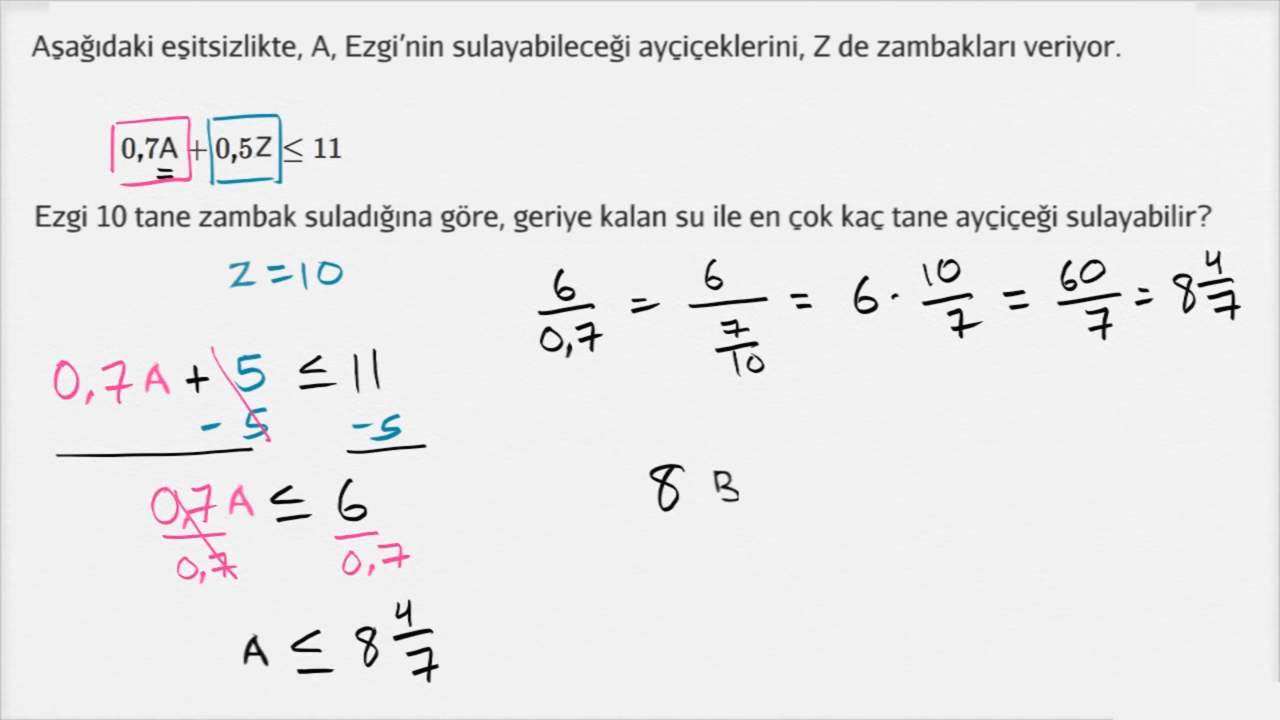 Aşağıdaki eşitsizlikte, A, Ezgi’nin sulayabileceği ayçiçeklerini, Z de zambakları veriyor.
0,7A + 0,5Z ≤ 11
Ezgi 10 tane zambak suladığına göre, geriye kalan su ile en çok kaç tane ayçiçeği sulayabilir?
Z = 10
6/0,7 = 6/(7/10) = 6 · 10/7 = 60/7 = 8 4/7
0,7A + 5 ≤ 11
- 5 -5
0,7A ≤ 6
0,7 0,7
8 B
A ≤ 8 4/7